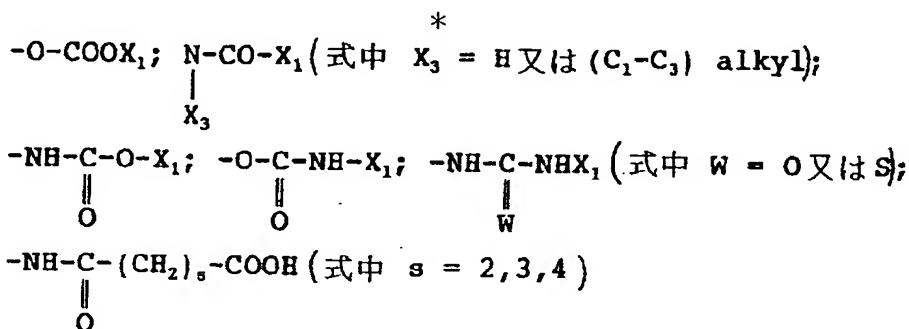 *
-O-COOX₁; N-CO-X₁(式中 X₃ = H又は(C₁-C₃) alkyl);
|
X₃
-NH-C-O-X₁; -O-C-NH-X₁; -NH-C-NHX₁(式中 W = O又はS);
‖ ‖ ‖
O O W
-NH-C-(CH₂)ₛ-COOH(式中 s = 2,3,4)
‖
O